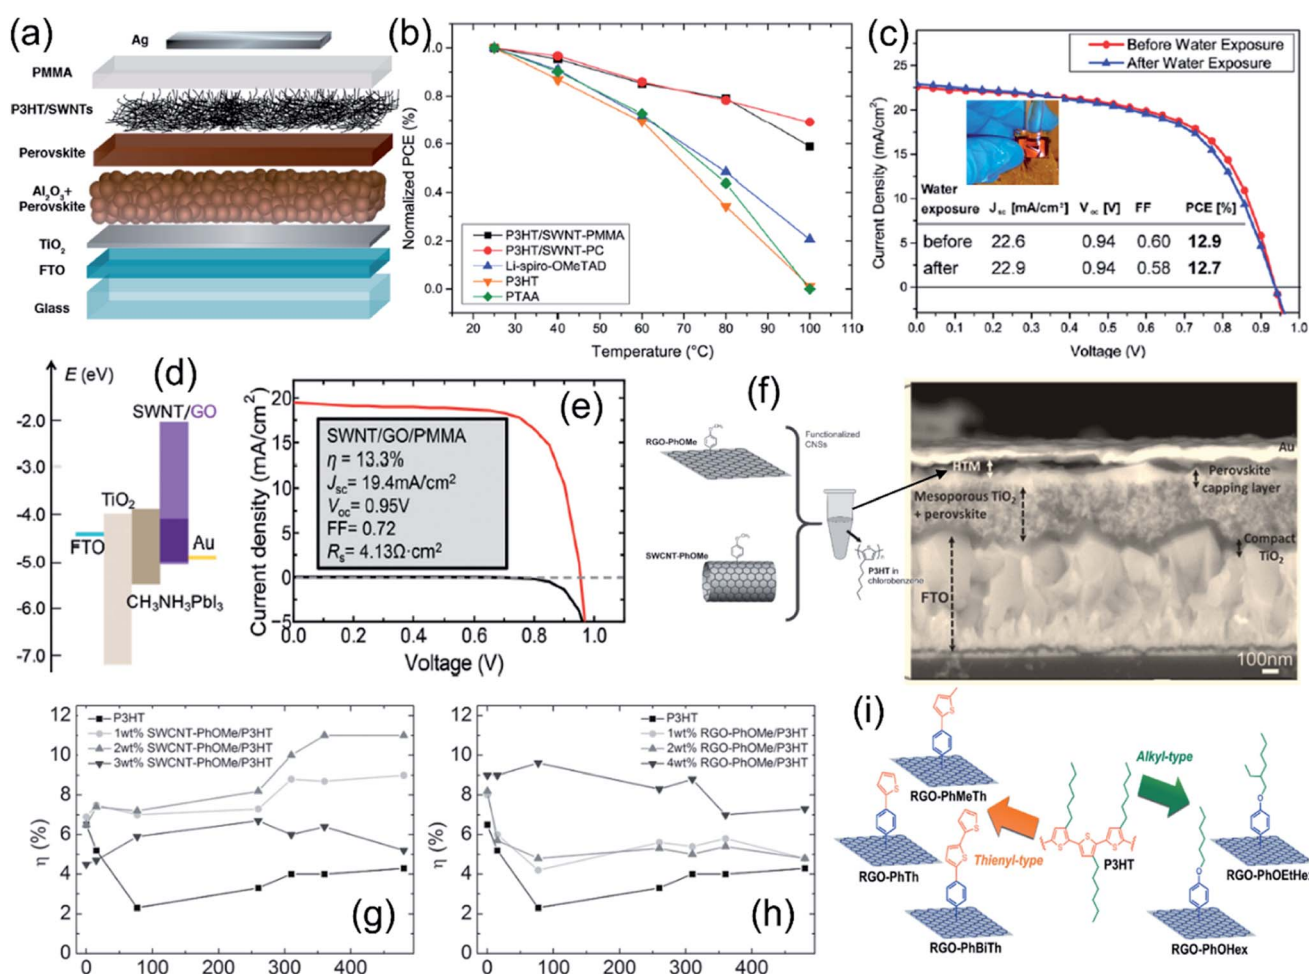 (a)
Ag
PMMA
P3HT/SWNTs
Perovskite
Al₂O₃+
Perovskite
TiO₂
FTO
Glass
(b)
Normalized PCE (%)
1.0
0.8
0.6
0.4
0.2
0.0
P3HT/SWNT-PMMA
P3HT/SWNT-PC
Li-spiro-OMeTAD
P3HT
PTAA
20 30 40 50 60 70 80 90 100 110
Temperature (°C)
(c)
Current Density (mA/cm²)
25
20
15
10
5
0
Before Water Exposure
After Water Exposure
Water
exposure J_sc [mA/cm³] V_oc [V] FF PCE [%]
before 22.6 0.94 0.60 12.9
after 22.9 0.94 0.58 12.7
0.0 0.1 0.2 0.3 0.4 0.5 0.6 0.7 0.8 0.9 1.0
Voltage (V)
(d)
E (eV)
-2.0
-3.0
-4.0
-5.0
-6.0
-7.0
SWNT/GO
TiO₂
FTO
Au
CH₃NH₃PbI₃
(e)
Current density (mA/cm²)
25
20
15
10
5
0
-5
SWNT/GO/PMMA
η = 13.3%
J_sc= 19.4mA/cm²
V_oc= 0.95V
FF= 0.72
R_s= 4.13Ω·cm²
0.0 0.2 0.4 0.6 0.8 1.0
Voltage (V)
(f)
RGO-PhOMe
SWCNT-PhOMe
Functionalized
CNSs
P3HT in
chlorobenzene
Au
HTM
Perovskite
capping layer
Mesoporous TiO₂
+ perovskite
Compact
TiO₂
FTO
100nm
(g)
η (%)
12
10
8
6
4
2
0
P3HT
1wt% SWCNT-PhOMe/P3HT
2wt% SWCNT-PhOMe/P3HT
3wt% SWCNT-PhOMe/P3HT
0 100 200 300 400
(h)
η (%)
12
10
8
6
4
2
0
P3HT
1wt% RGO-PhOMe/P3HT
2wt% RGO-PhOMe/P3HT
4wt% RGO-PhOMe/P3HT
0 100 200 300 400
(i)
RGO-PhMeTh
RGO-PhTh
RGO-PhBiTh
Thienyl-type
P3HT
Alkyl-type
RGO-PhOEtHex
RGO-PhOHex